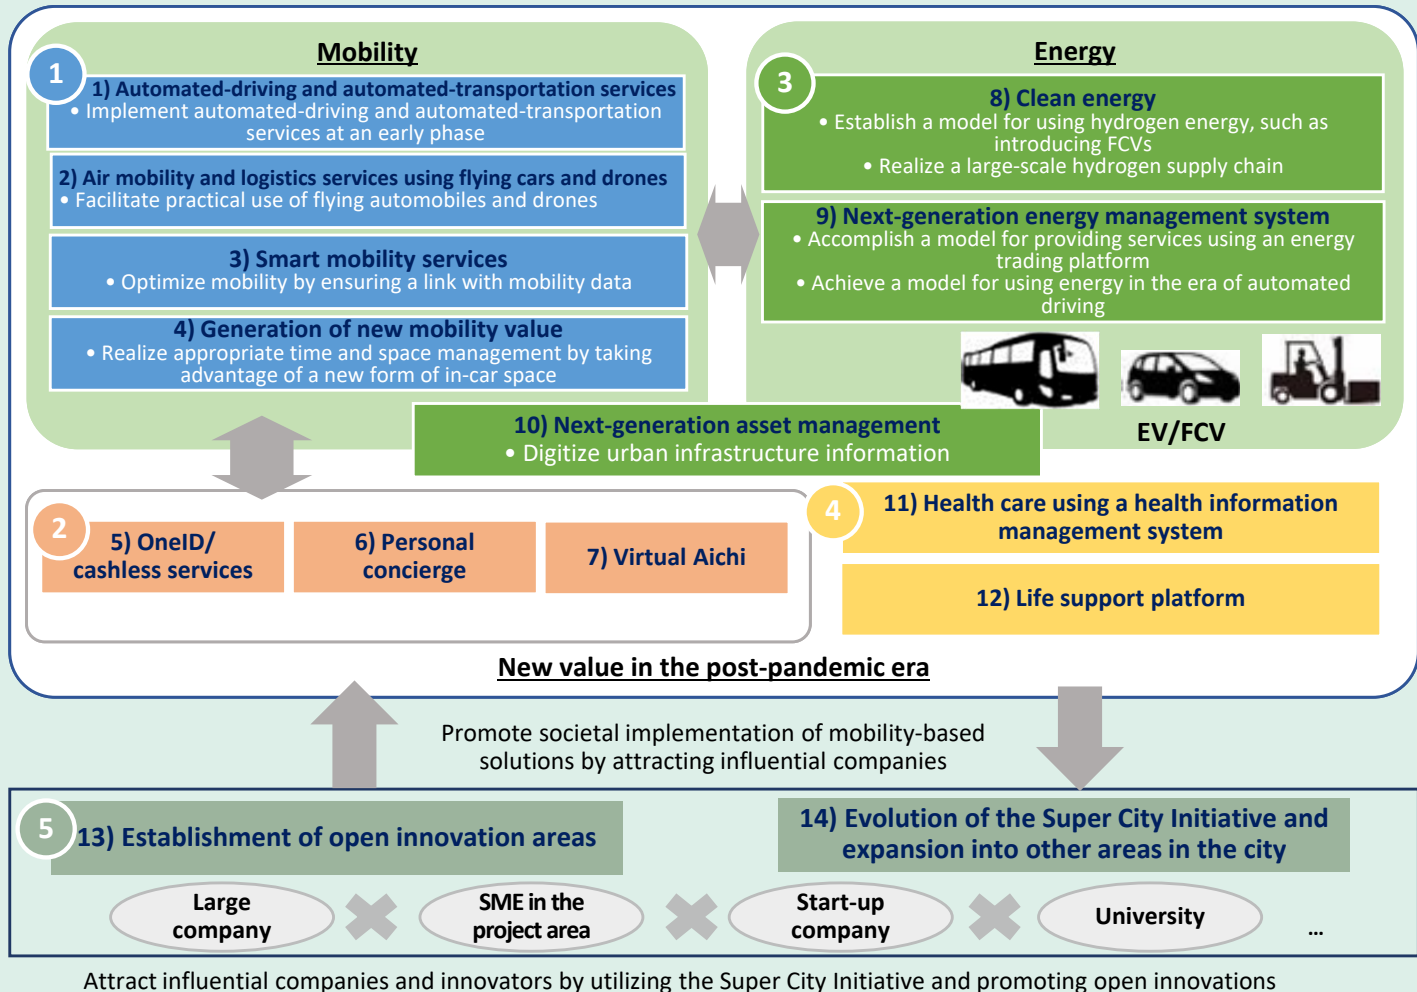 Mobility
1
1) Automated-driving and automated-transportation services
• Implement automated-driving and automated-transportation
services at an early phase
2) Air mobility and logistics services using flying cars and drones
• Facilitate practical use of flying automobiles and drones
3) Smart mobility services
• Optimize mobility by ensuring a link with mobility data
4) Generation of new mobility value
• Realize appropriate time and space management by taking
advantage of a new form of in-car space
Energy
3
8) Clean energy
• Establish a model for using hydrogen energy, such as
introducing FCVs
• Realize a large-scale hydrogen supply chain
9) Next-generation energy management system
• Accomplish a model for providing services using an energy
trading platform
• Achieve a model for using energy in the era of automated
driving
EV/FCV
10) Next-generation asset management
• Digitize urban infrastructure information
2
5) OneID/
cashless services
6) Personal
concierge
7) Virtual Aichi
4
11) Health care using a health information
management system
12) Life support platform
New value in the post-pandemic era
Promote societal implementation of mobility-based
solutions by attracting influential companies
5
13) Establishment of open innovation areas
14) Evolution of the Super City Initiative and
expansion into other areas in the city
Large
company
SME in the
project area
Start-up
company
University
...
Attract influential companies and innovators by utilizing the Super City Initiative and promoting open innovations